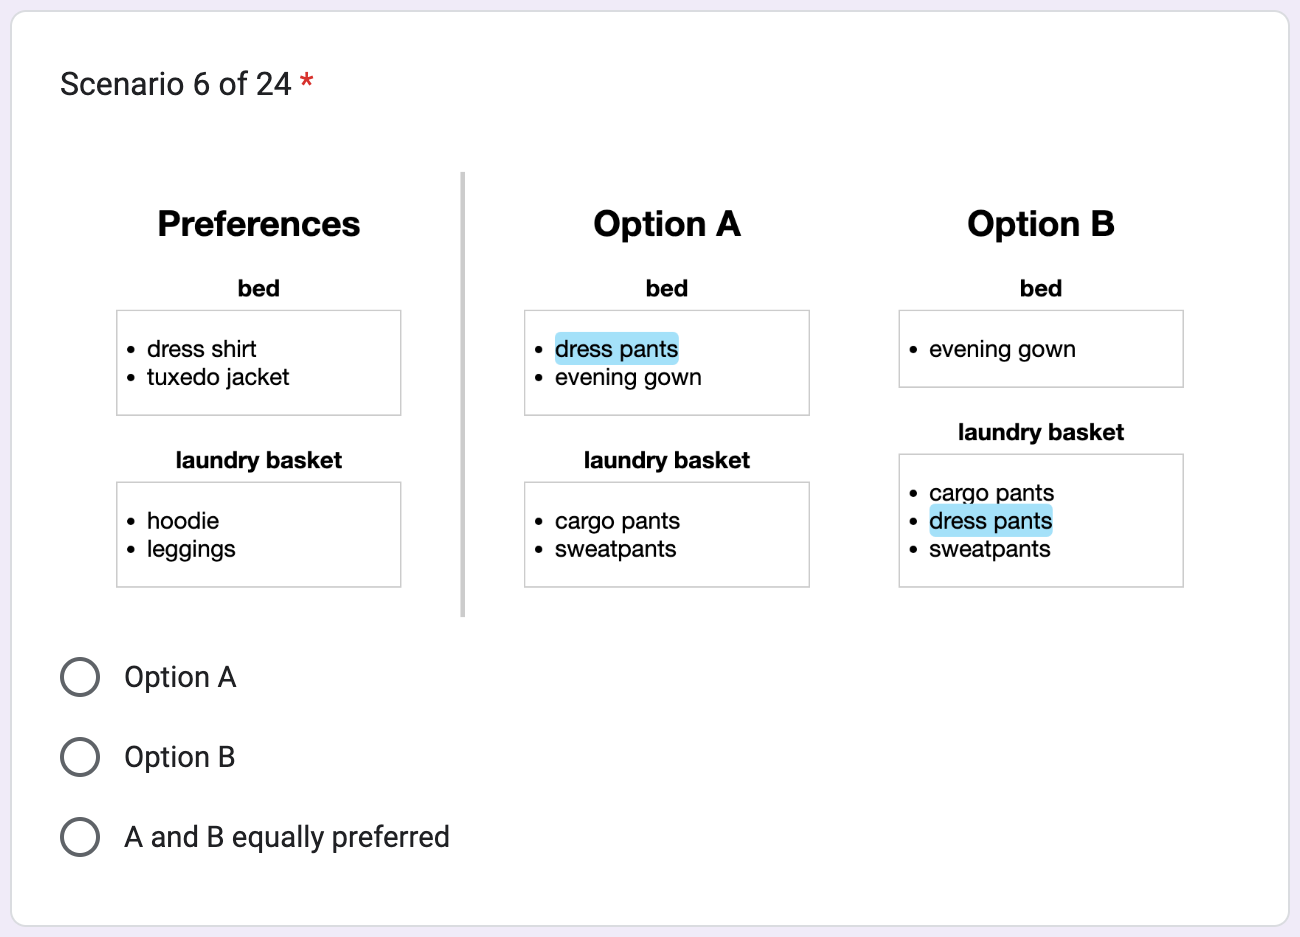 Scenario 6 of 24 *
Preferences
bed
• dress shirt
• tuxedo jacket
laundry basket
• hoodie
• leggings
Option A
bed
• dress pants
• evening gown
laundry basket
• cargo pants
• sweatpants
Option B
bed
• evening gown
laundry basket
• cargo pants
• dress pants
• sweatpants
Option A
Option B
A and B equally preferred